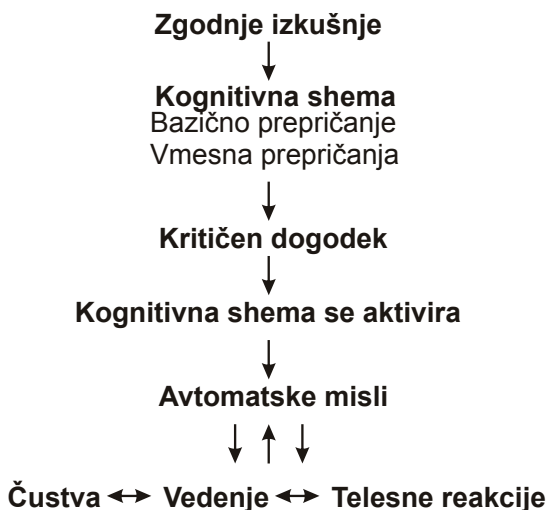 Zgodnje izkušnje
Kognitivna shema
Bazično prepričanje
Vmesna prepričanja
Kritičen dogodek
Kognitivna shema se aktivira
Avtomatske misli
Čustva Vedenje Telesne reakcije